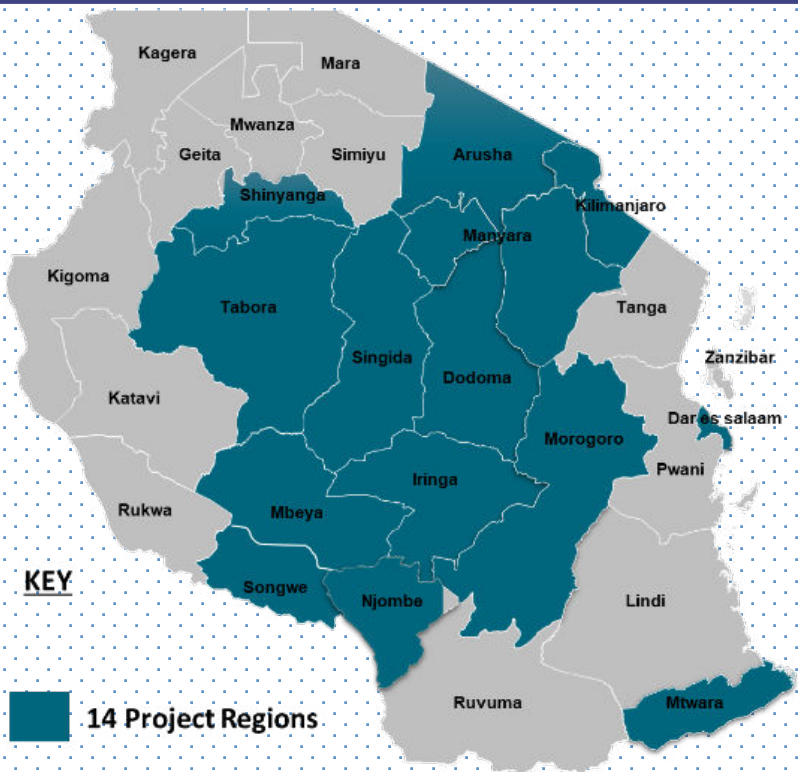 Kagera
Mara
Mwanza
Geita
Simiyu
Arusha
Shinyanga
Kilimanjaro
Manyara
Kigoma
Tabora
Tanga
Singida
Zanzibar
Dodoma
Katavi
Dar es salaam
Morogoro
Pwani
Iringa
Rukwa
Mbeya
KEY
Songwe
Njombe
Lindi
Ruvuma
Mtwara
14 Project Regions